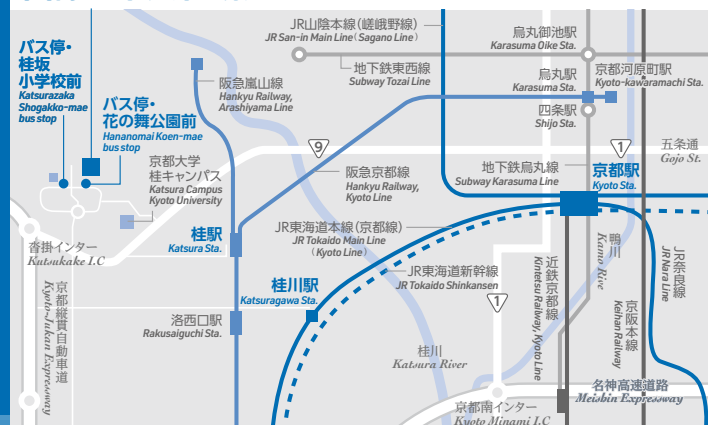 JR山陰本線（嵯峨野線）
JR San-in Main Line（Sagano Line）
烏丸御池駅
Karasuma Oike Sta.
バス停・
桂坂
小学校前
Katsurazaka
Shogakko-mae
bus stop
地下鉄東西線
Subway Tozai Line
阪急嵐山線
Hankyu Railway,
Arashiyama Line
烏丸駅
Karasuma Sta.
京都河原町駅
Kyoto-kawaramachi Sta.
バス停・
花の舞公園前
Hananomai Koen-mae
bus stop
四条駅
Shijo Sta.
9
1
五条通
Gojo St.
京都大学
桂キャンパス
Katsura Campus
Kyoto University
阪急京都線
Hankyu Railway,
Kyoto Line
地下鉄烏丸線
Subway Karasuma Line
京都駅
Kyoto Sta.
桂駅
Katsura Sta.
JR東海道本線（京都線）
JR Tokaido Main Line
（Kyoto Line）
沓掛インター
Kutsukake I.C
鴨川
Kamo Rive
JR奈良線
JR Nara Line
JR東海道新幹線
JR Tokaido Shinkansen
桂川駅
Katsuragawa Sta.
近鉄京都線
Kintetsu Railway, Kyoto Line
京都縦貫自動車道
Kyoto-Jukan Expressway
1
京阪本線
Keihan Railway
洛西口駅
Rakusaiguchi Sta.
桂川
Katsura River
名神高速道路
Meishin Expressway
京都南インター
Kyoto Minami I.C